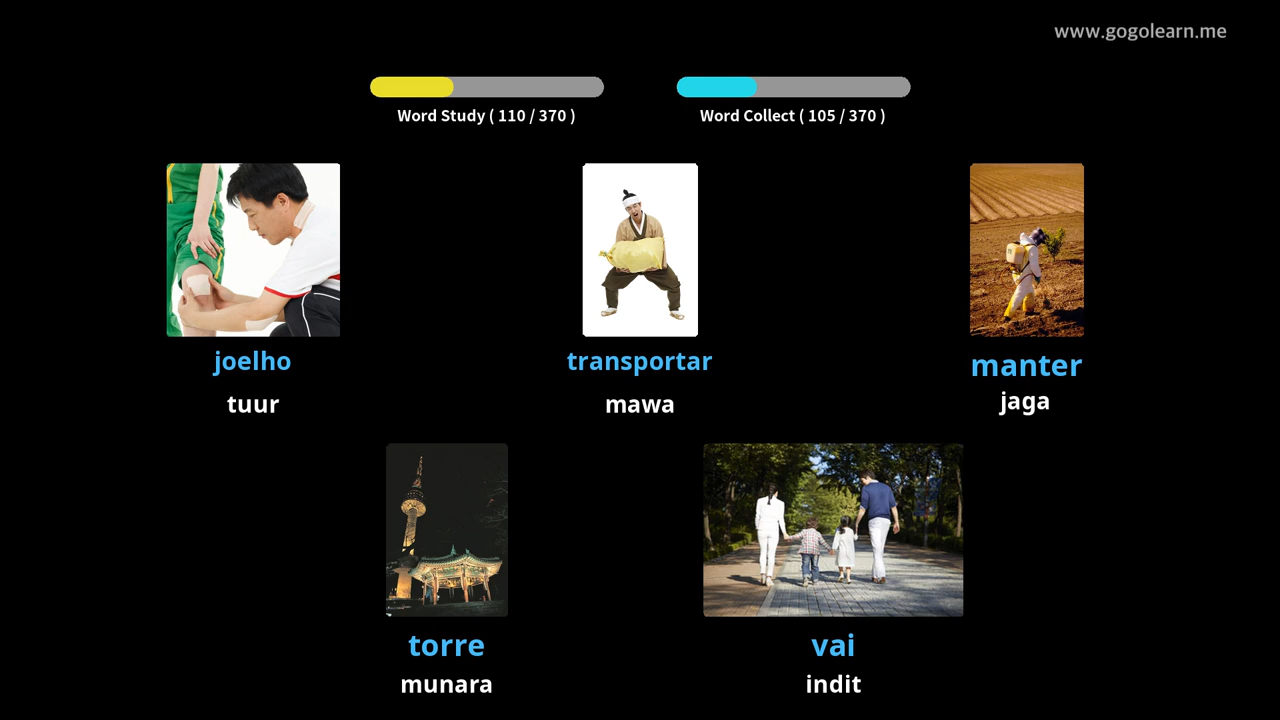 www.gogolearn.me
Word Study ( 110 / 370 )
Word Collect ( 105 / 370 )
joelho
tuur
transportar
mawa
manter
jaga
torre
munara
vai
indit